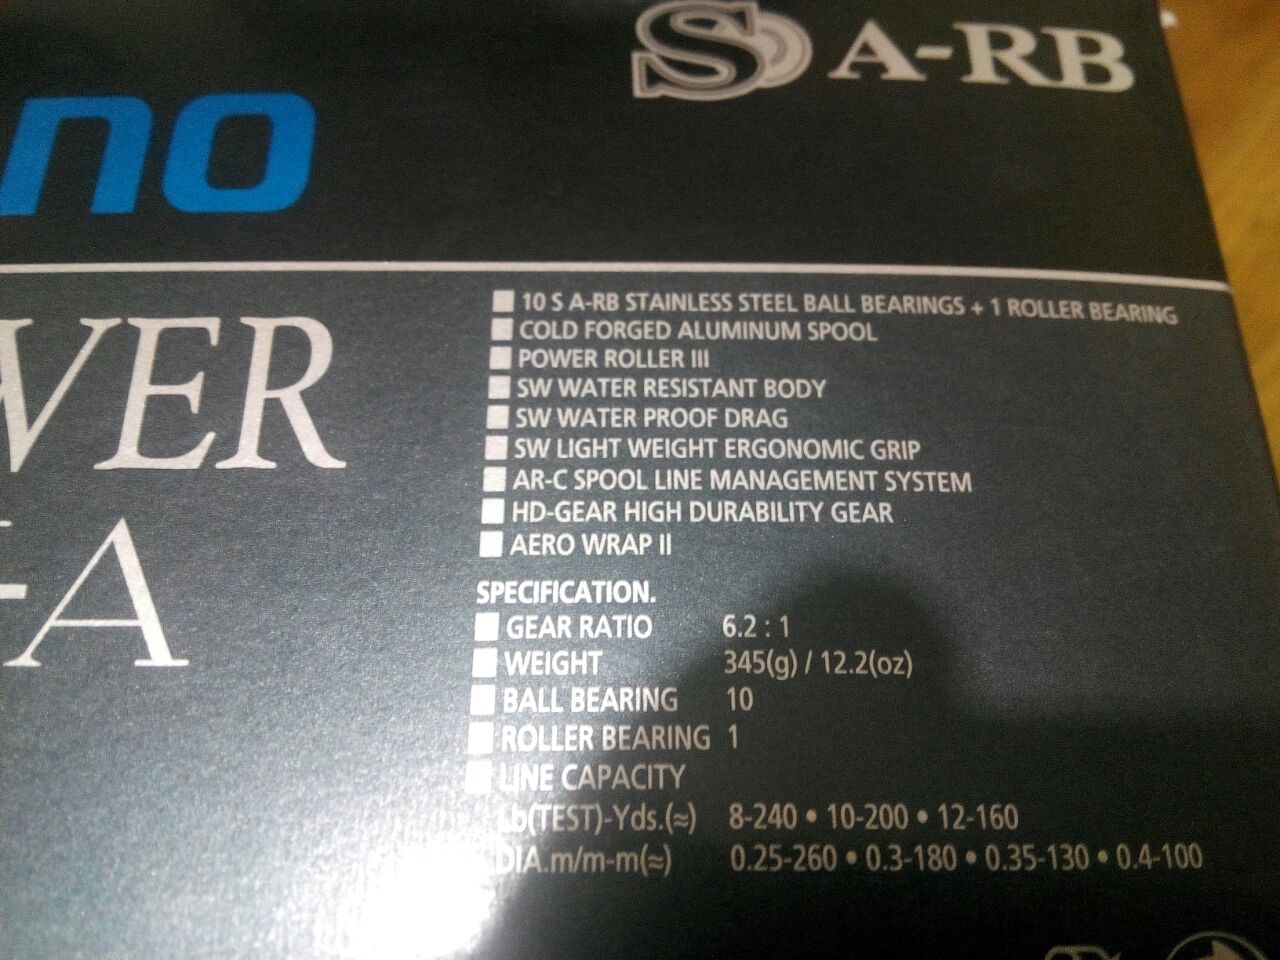 S A-RB
no
VER
-A
10 S A-RB STAINLESS STEEL BALL BEARINGS + 1 ROLLER BEARING
COLD FORGED ALUMINUM SPOOL
POWER ROLLER III
SW WATER RESISTANT BODY
SW WATER PROOF DRAG
SW LIGHT WEIGHT ERGONOMIC GRIP
AR-C SPOOL LINE MANAGEMENT SYSTEM
HD-GEAR HIGH DURABILITY GEAR
AERO WRAP II
SPECIFICATION.
GEAR RATIO 6.2 : 1
WEIGHT 345(g) / 12.2(oz)
BALL BEARING 10
ROLLER BEARING 1
LINE CAPACITY
Lb(TEST)-Yds.(≈) 8-240 • 10-200 • 12-160
DIA.m/m-m(≈) 0.25-260 • 0.3-180 • 0.35-130 • 0.4-100